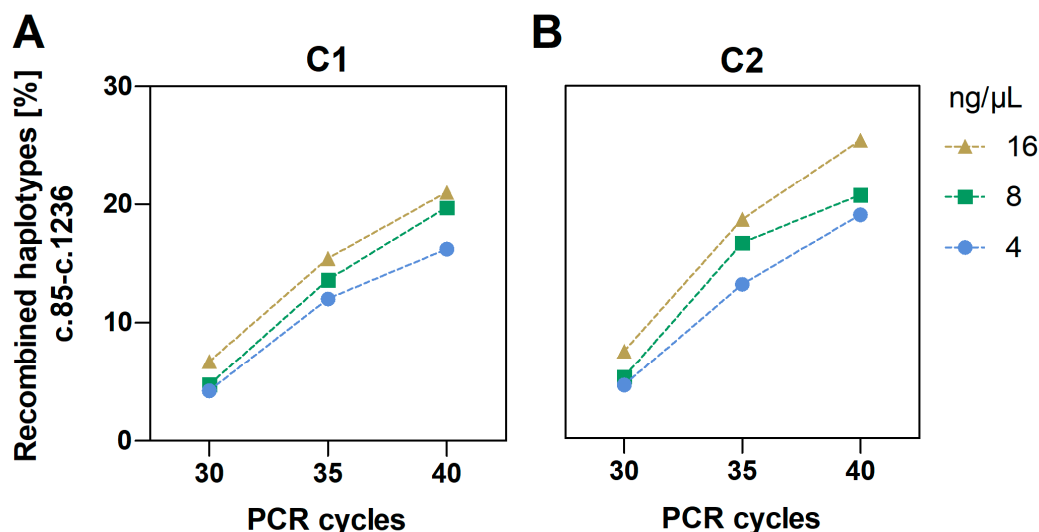 A
B
C1
C2
Recombined haplotypes [%]
c.85-c.1236
30
20
10
0
30
35
40
PCR cycles
30
35
40
PCR cycles
ng/µL
16
8
4